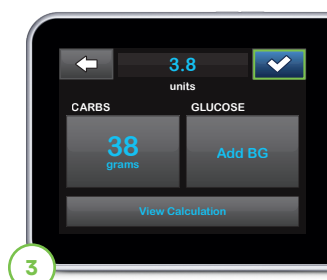 3.8
units
CARBS GLUCOSE
38 Add BG
grams
View Calculation
3